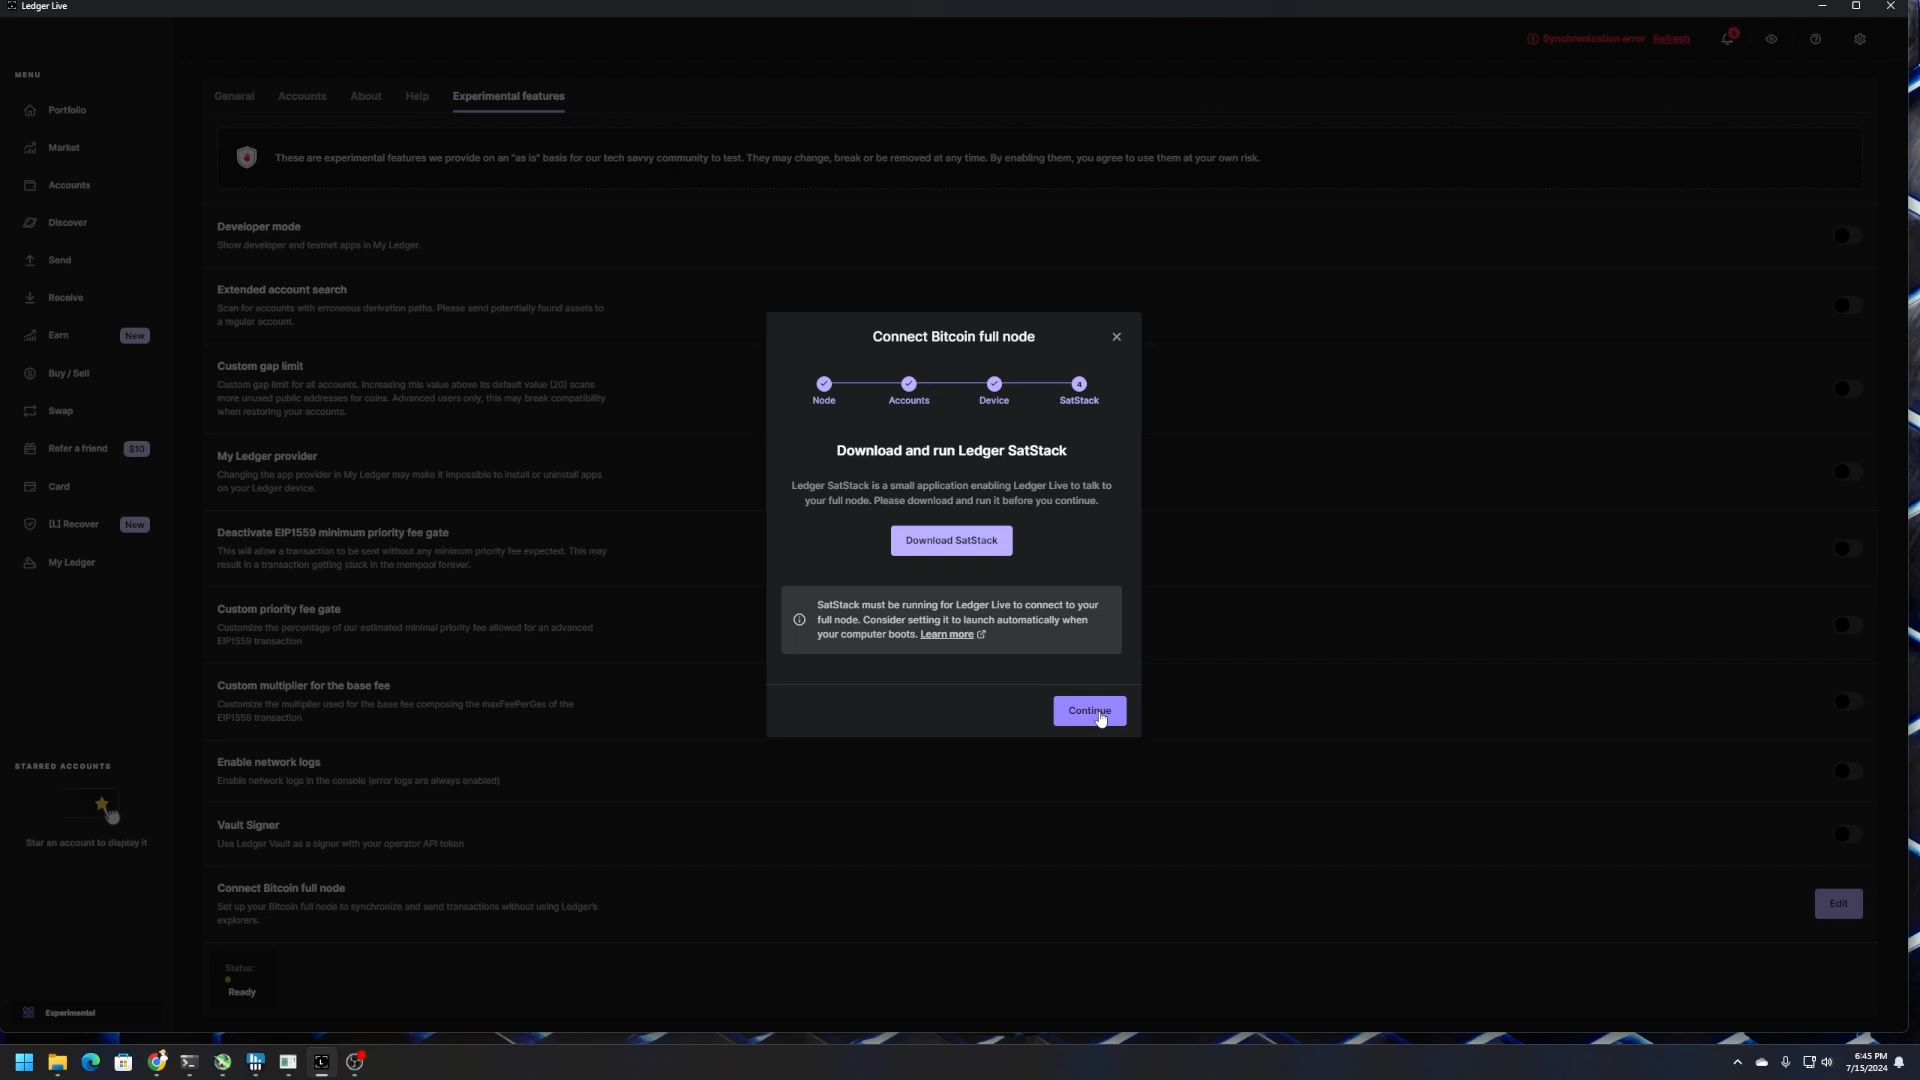 Ledger Live
Synchronization error Refresh
MENU
Portfolio
Market
Accounts
Discover
Send
Receive
Earn New
Buy / Sell
Swap
Refer a friend $10
Card
[L] Recover New
My Ledger
STARRED ACCOUNTS
Star an account to display it
Experimental
General Accounts About Help Experimental features
These are experimental features we provide on an "as is" basis for our tech savvy community to test. They may change, break or be removed at any time. By enabling them, you agree to use them at your own risk.
Developer mode
Show developer and testnet apps in My Ledger.
Extended account search
Scan for accounts with erroneous derivation paths. Please send potentially found assets to
a regular account.
Custom gap limit
Custom gap limit for all accounts. Increasing this value above its default value (20) scans
more unused public addresses for coins. Advanced users only, this may break compatibility
when restoring your accounts.
My Ledger provider
Changing the app provider in My Ledger may make it impossible to install or uninstall apps
on your Ledger device.
Deactivate EIP1559 minimum priority fee gate
This will allow a transaction to be sent without any minimum priority fee expected. This may
result in a transaction getting stuck in the mempool forever.
Custom priority fee gate
Customize the percentage of our estimated minimal priority fee allowed for an advanced
EIP1559 transaction
Custom multiplier for the base fee
Customize the multiplier used for the base fee composing the maxFeePerGas of the
EIP1559 transaction
Enable network logs
Enable network logs in the console (error logs are always enabled)
Vault Signer
Use Ledger Vault as a signer with your operator API token
Connect Bitcoin full node
Set up your Bitcoin full node to synchronize and send transactions without using Ledger's
explorers.
Edit
Status:
Ready
Connect Bitcoin full node
4
Node Accounts Device SatStack
Download and run Ledger SatStack
Ledger SatStack is a small application enabling Ledger Live to talk to
your full node. Please download and run it before you continue.
Download SatStack
SatStack must be running for Ledger Live to connect to your
full node. Consider setting it to launch automatically when
your computer boots. Learn more
Continue
6:45 PM
7/15/2024